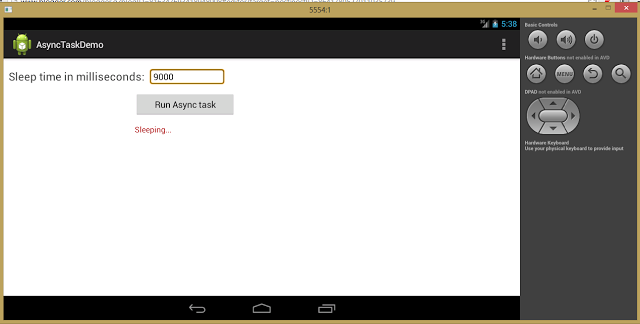 5554:1
5:38
AsyncTaskDemo
Sleep time in milliseconds: 9000
Run Async task
Sleeping...
Basic Controls
Hardware Buttons not enabled in AVD
MENU
DPAD not enabled in AVD
Hardware Keyboard
Use your physical keyboard to provide input